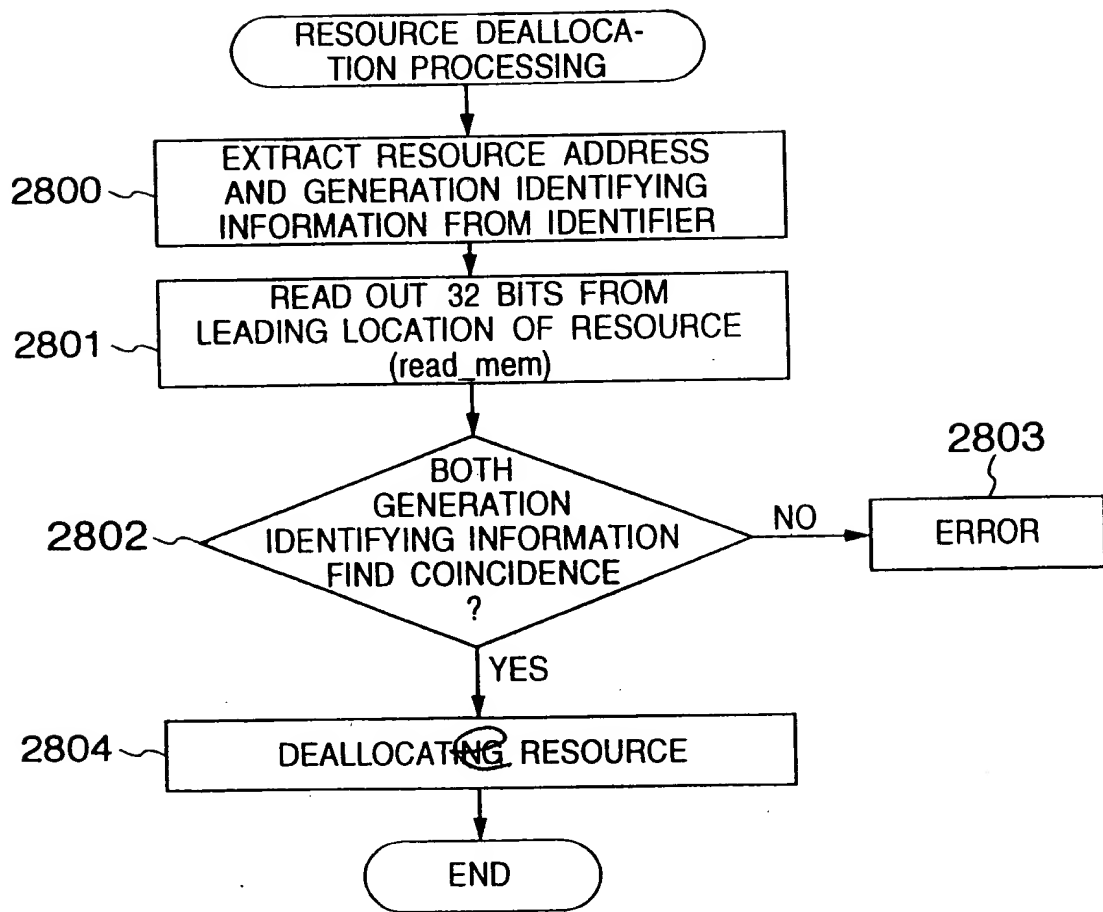 RESOURCE DEALLOCA-
TION PROCESSING
2800
EXTRACT RESOURCE ADDRESS
AND GENERATION IDENTIFYING
INFORMATION FROM IDENTIFIER
2801
READ OUT 32 BITS FROM
LEADING LOCATION OF RESOURCE
(read_mem)
2802
BOTH
GENERATION
IDENTIFYING INFORMATION
FIND COINCIDENCE
?
NO
2803
ERROR
YES
2804
DEALLOCATING RESOURCE
END